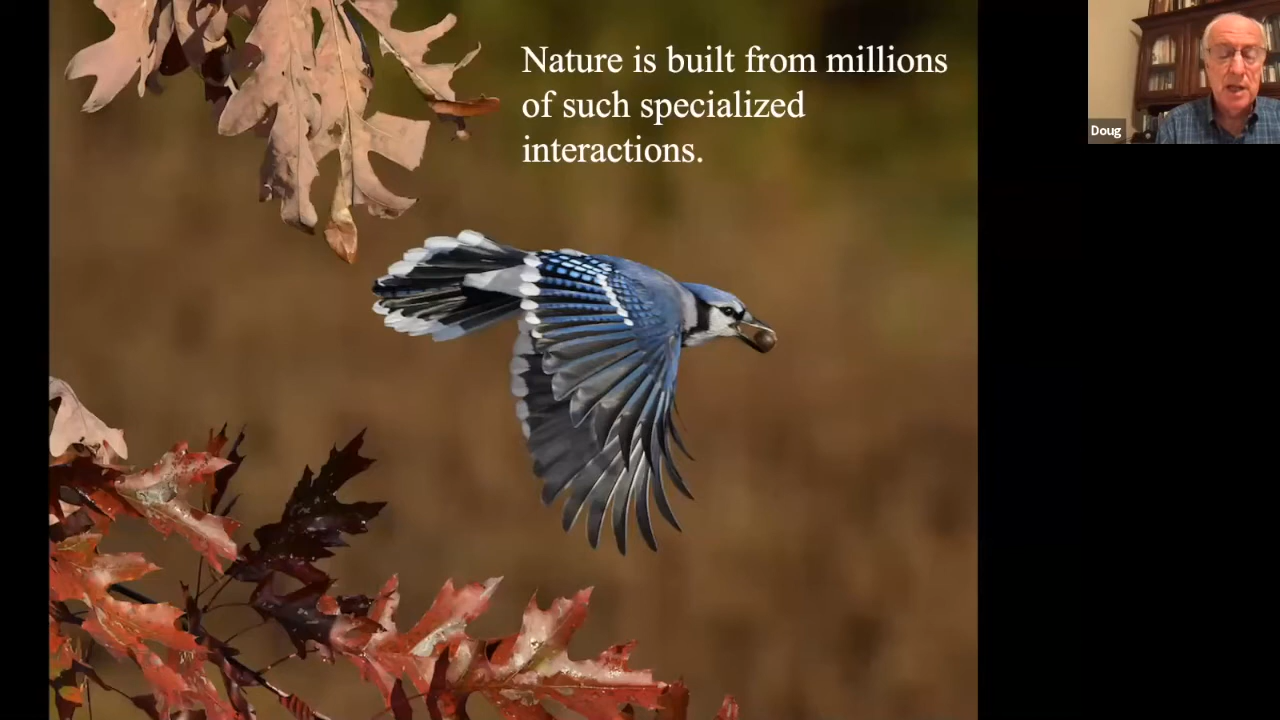 Nature is built from millions
of such specialized
interactions.
Doug